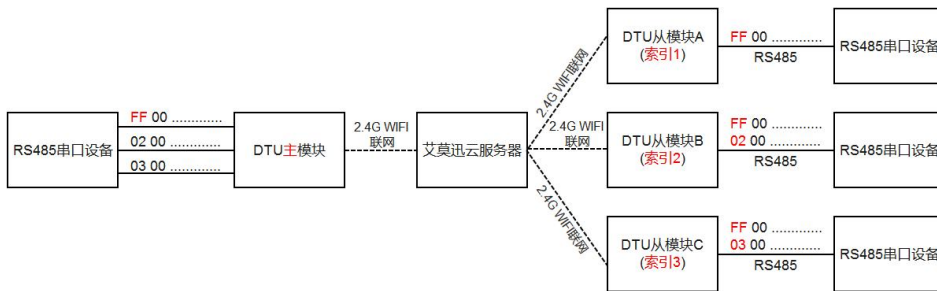 RS485串口设备
FF 00 .............
02 00 .............
03 00 .............
DTU主模块
2.4G WIFI
联网
艾莫迅云服务器
2.4G WIFI联网
2.4G WIFI
联网
2.4G WIFI联网
DTU从模块A
(索引1)
FF 00 .............
RS485
RS485串口设备
DTU从模块B
(索引2)
FF 00 .............
02 00 .............
RS485
RS485串口设备
DTU从模块C
(索引3)
FF 00 .............
03 00 .............
RS485
RS485串口设备